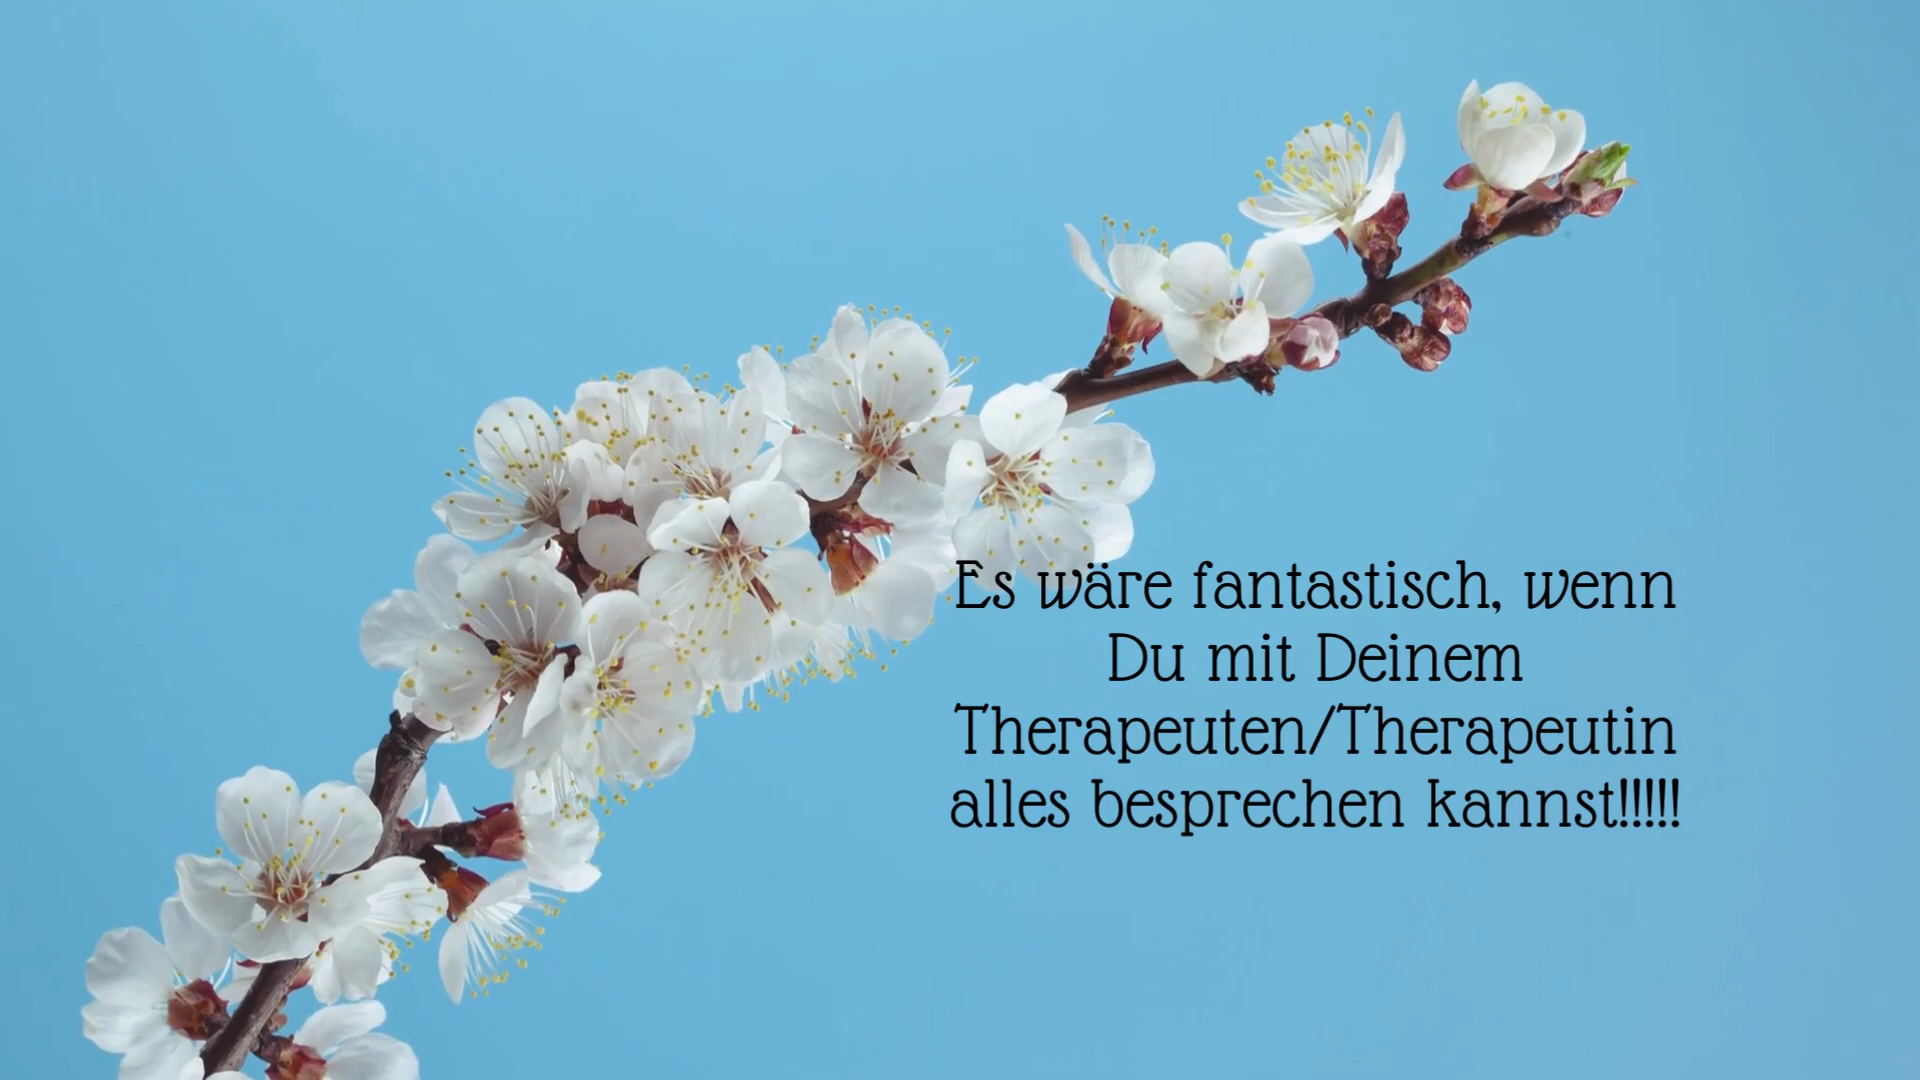 Es wäre fantastisch, wenn
Du mit Deinem
Therapeuten/Therapeutin
alles besprechen kannst!!!!!